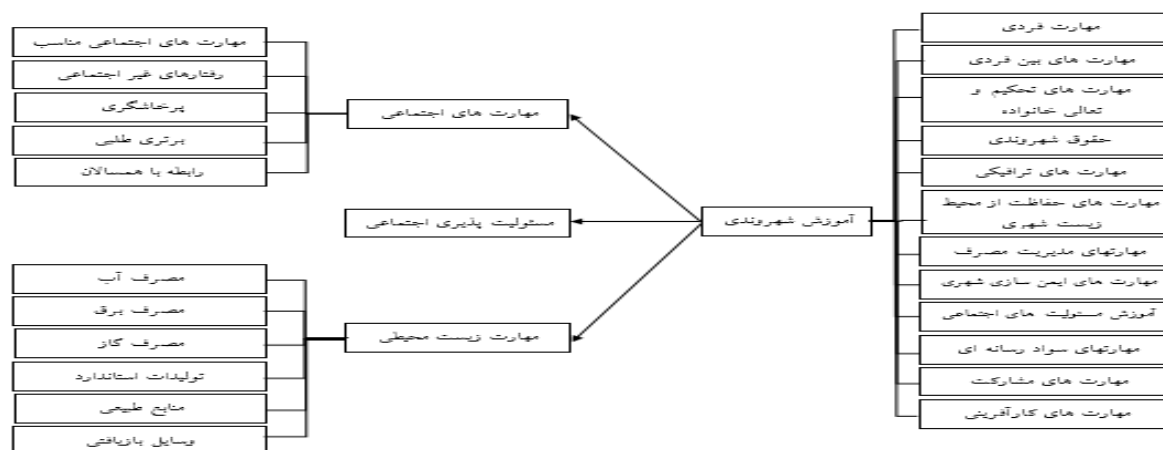 مهارت فردی
مهارت های بین فردی
مهارت های تحکیم و
تعالی خانواده
حقوق شهروندی
مهارت های ترافیکی
مهارت های حفاظت از محیط
زیست شهری
مهارتهای مدیریت مصرف
مهارت های ایمن سازی شهری
آموزش مسئولیت های اجتماعی
مهارتهای سواد رسانه ای
مهارت های مشارکت
مهارت های کارآفرینی
آموزش شهروندی
مهارت های اجتماعی
مسئولیت پذیری اجتماعی
مهارت زیست محیطی
مهارت های اجتماعی مناسب
رفتارهای غیر اجتماعی
پرخاشگری
برتری طلبی
رابطه با همسالان
مصرف آب
مصرف برق
مصرف گاز
تولیدات استاندارد
منابع طبیعی
وسایل بازیافتی